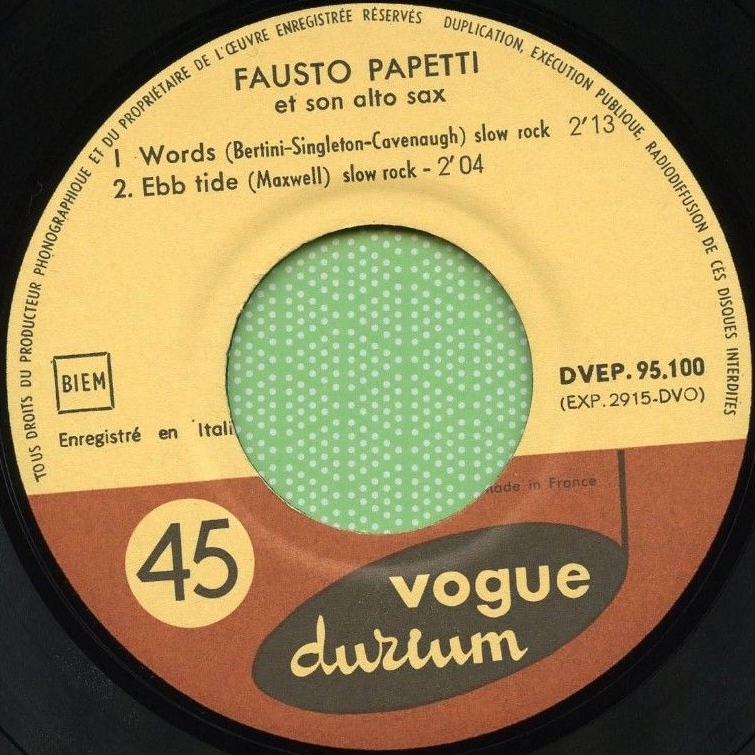 TOUS DROITS DU PRODUCTEUR PHONOGRAPHIQUE ET DU PROPRIÉTAIRE DE L'ŒUVRE ENREGISTRÉE RÉSERVÉS DUPLICATION, EXÉCUTION PUBLIQUE, RADIODIFFUSION DE CES DISQUES INTERDITES
FAUSTO PAPETTI
et son alto sax
1 Words (Bertini-Singleton-Cavenaugh) slow rock 2'13
2. Ebb tide (Maxwell) slow rock - 2'04
BIEM
DVEP. 95.100
(EXP. 2915-DVO)
Enregistré en Itali
made in France
45
vogue
durium